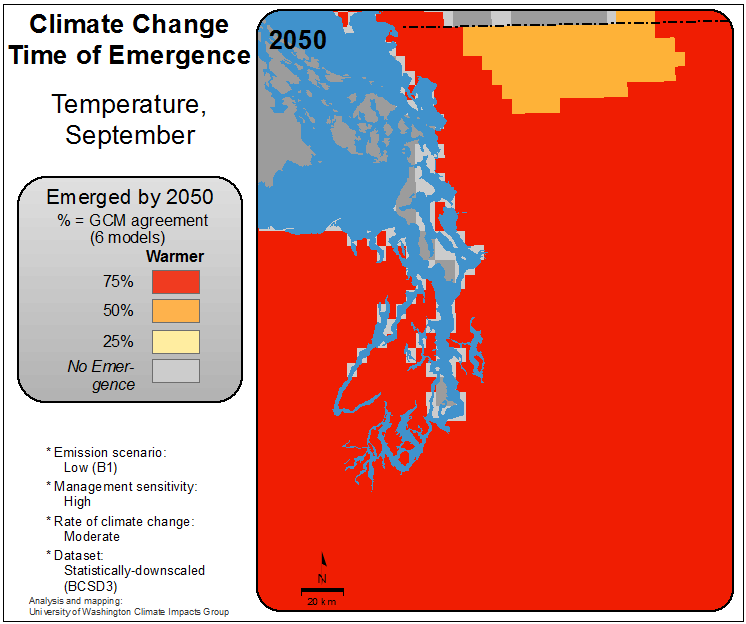 Climate Change
Time of Emergence
Temperature,
September
Emerged by 2050
% = GCM agreement
(6 models)
Warmer
75%
50%
25%
No Emer-
gence
* Emission scenario:
Low (B1)
* Management sensitivity:
High
* Rate of climate change:
Moderate
* Dataset:
Statistically-downscaled
(BCSD3)
Analysis and mapping:
University of Washington Climate Impacts Group
2050
N
20 km